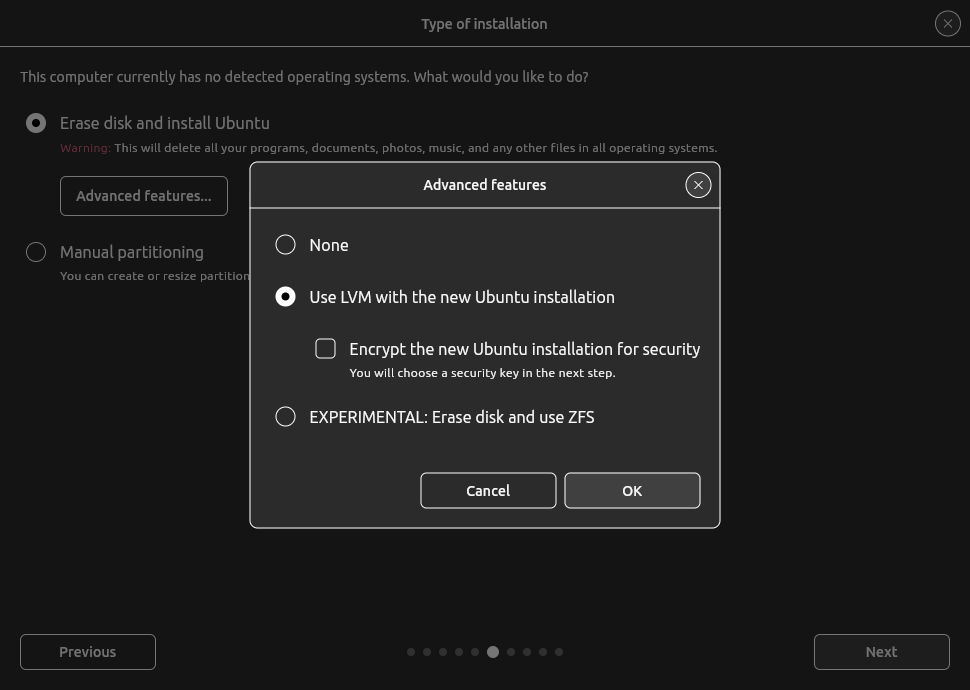 Type of installation
This computer currently has no detected operating systems. What would you like to do?
Erase disk and install Ubuntu
Warning: This will delete all your programs, documents, photos, music, and any other files in all operating systems.
Advanced features...
Manual partitioning
You can create or resize partition
Advanced features
None
Use LVM with the new Ubuntu installation
Encrypt the new Ubuntu installation for security
You will choose a security key in the next step.
EXPERIMENTAL: Erase disk and use ZFS
Cancel OK
Previous Next